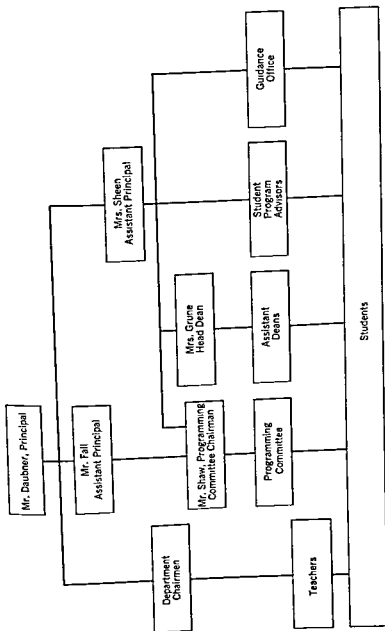 Mr. Daubner, Principal
Mr. Fall
Assistant Principal
Mrs. Sheen
Assistant Principal
Department
Chairmen
Mr. Shaw, Programming
Committee Chairman
Mrs. Grune
Head Dean
Teachers
Programming
Committee
Assistant
Deans
Student
Program
Advisors
Guidance
Office
Students